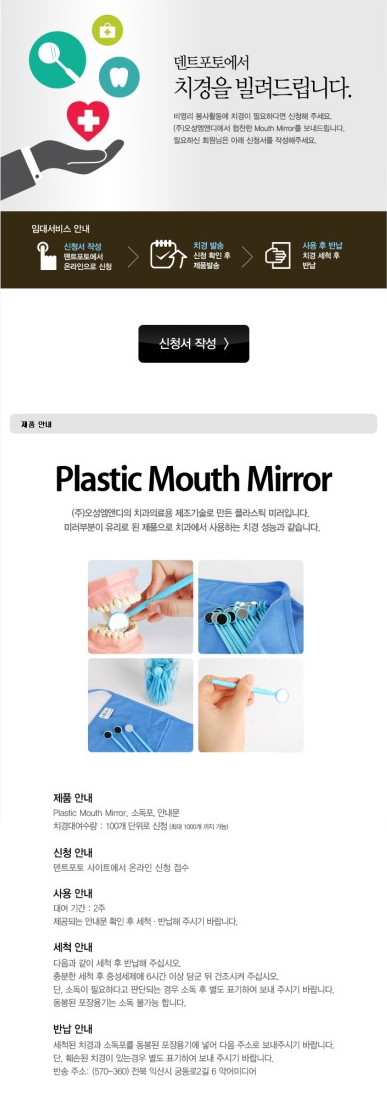 덴트포토에서
치경을 빌려드립니다.
비영리 봉사활동에 치경이 필요하다면 신청해 주세요.
(주)오성엠앤디에서 협찬한 Mouth Mirror를 보내드립니다.
필요하신 회원님은 아래 신청서를 작성해주세요.
임대서비스 안내
신청서 작성
덴트포토에서
온라인으로 신청
치경 발송
신청 확인 후
제품발송
사용 후 반납
치경 세척 후
반납
신청서 작성 〉
제품 안내
Plastic Mouth Mirror
(주)오성엠앤디의 치과의료용 제조기술로 만든 플라스틱 미러입니다.
미러부분이 유리로 된 제품으로 치과에서 사용하는 치경 성능과 같습니다.
제품 안내
Plastic Mouth Mirror, 소독포, 안내문
치경대여수량 : 100개 단위로 신청 (최대 1000개 까지 가능)
신청 안내
덴트포토 사이트에서 온라인 신청 접수
사용 안내
대여 기간 : 2주
제공되는 안내문 확인 후 세척 · 반납해 주시기 바랍니다.
세척 안내
다음과 같이 세척 후 반납해 주십시오.
충분한 세척 후 중성세제에 6시간 이상 담군 뒤 건조시켜 주십시오.
단, 소독이 필요하다고 판단되는 경우 소독 후 별도 표기하여 보내 주시기 바랍니다.
동봉된 포장용기는 소독 불가능 합니다.
반납 안내
세척된 치경과 소독포를 동봉된 포장용기에 넣어 다음 주소로 보내주시기 바랍니다.
단, 훼손된 치경이 있는경우 별도 표기하여 보내 주시기 바랍니다.
반송 주소: (570-360) 전북 익산시 궁동로2길 6 악어미디어